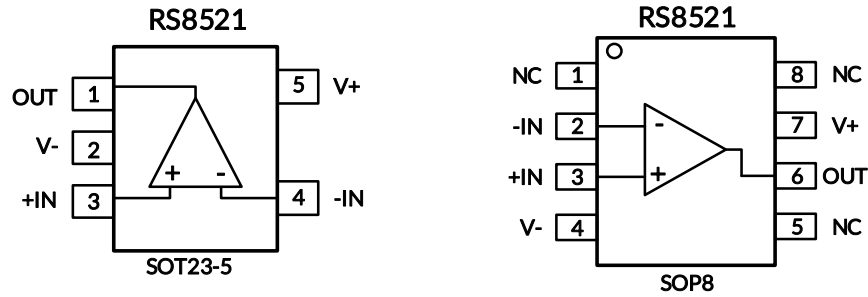 RS8521
OUT 1
V- 2
+IN 3
5 V+
4 -IN
+ -
SOT23-5
RS8521
NC 1
-IN 2
+IN 3
V- 4
8 NC
7 V+
6 OUT
5 NC
-
+
SOP8